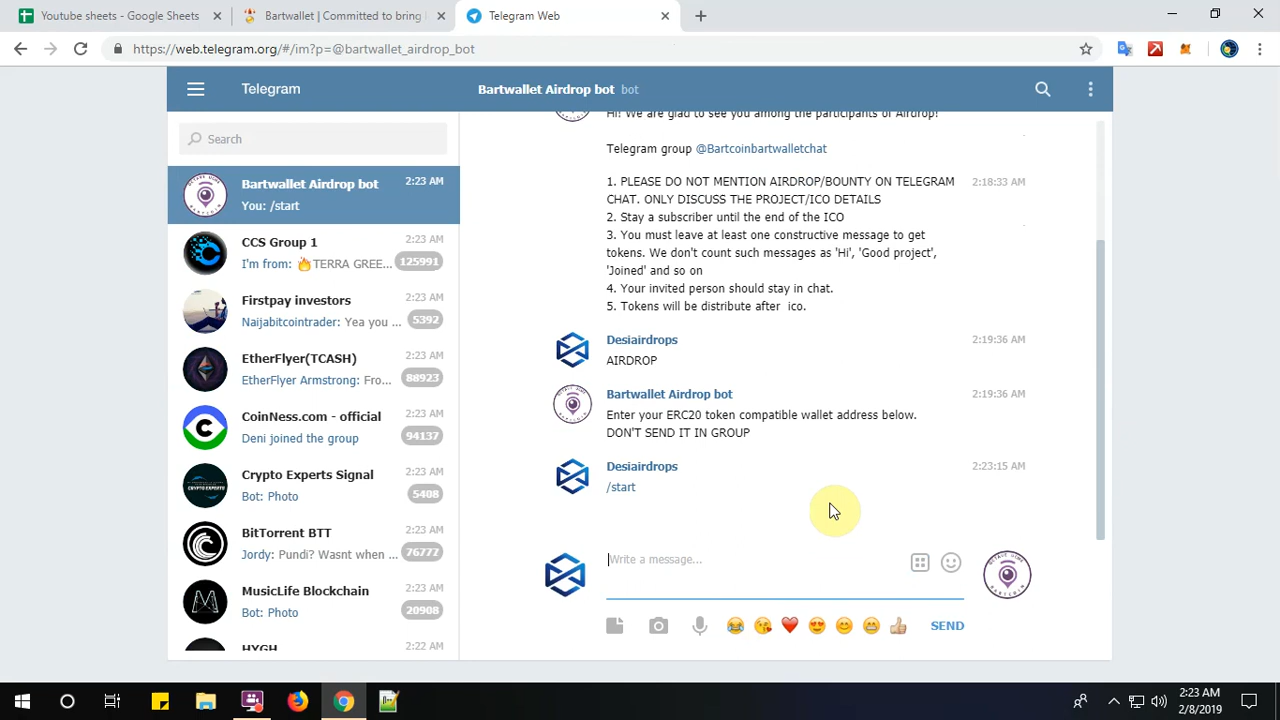 Youtube sheets - Google Sheets
Bartwallet | Committed to bring
Telegram Web
https://web.telegram.org/#/im?p=@bartwallet_airdrop_bot
Telegram
Bartwallet Airdrop bot bot
Search
Bartwallet Airdrop bot 2:23 AM
You: /start
CCS Group 1 2:23 AM
I'm from: 🔥TERRA GREE... 125991
Firstpay investors 2:23 AM
Naijabitcointrader: Yea you ... 5392
EtherFlyer(TCASH) 2:23 AM
EtherFlyer Armstrong: Fro... 88923
CoinNess.com - official 2:23 AM
Deni joined the group 94137
Crypto Experts Signal 2:23 AM
Bot: Photo 5408
BitTorrent BTT 2:23 AM
Jordy: Pundi? Wasnt when ... 76777
MusicLife Blockchain 2:23 AM
Bot: Photo 20908
HYGH 2:22 AM
Hi! We are glad to see you among the participants of Airdrop!
Telegram group @Bartcoinbartwalletchat
1. PLEASE DO NOT MENTION AIRDROP/BOUNTY ON TELEGRAM 2:18:33 AM
CHAT. ONLY DISCUSS THE PROJECT/ICO DETAILS
2. Stay a subscriber until the end of the ICO
3. You must leave at least one constructive message to get
tokens. We don't count such messages as 'Hi', 'Good project',
'Joined' and so on
4. Your invited person should stay in chat.
5. Tokens will be distribute after ico.
Desiairdrops 2:19:36 AM
AIRDROP
Bartwallet Airdrop bot 2:19:36 AM
Enter your ERC20 token compatible wallet address below.
DON'T SEND IT IN GROUP
Desiairdrops 2:23:15 AM
/start
Write a message...
SEND
2:23 AM
2/8/2019